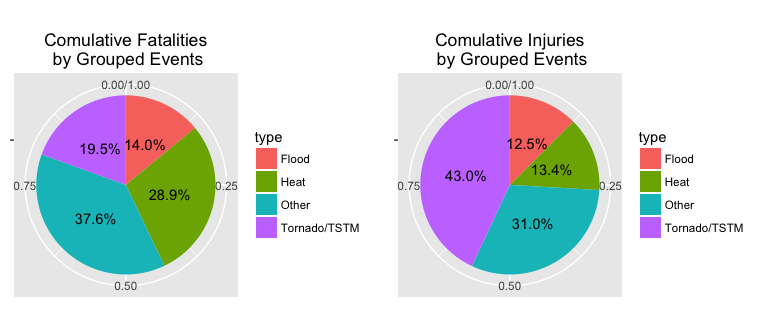 Comulative Fatalities
by Grouped Events
0.00/1.00
14.0%
19.5%
28.9%
37.6%
0.75
0.25
0.50
type
Flood
Heat
Other
Tornado/TSTM
Comulative Injuries
by Grouped Events
0.00/1.00
12.5%
13.4%
43.0%
31.0%
0.75
0.25
0.50
type
Flood
Heat
Other
Tornado/TSTM